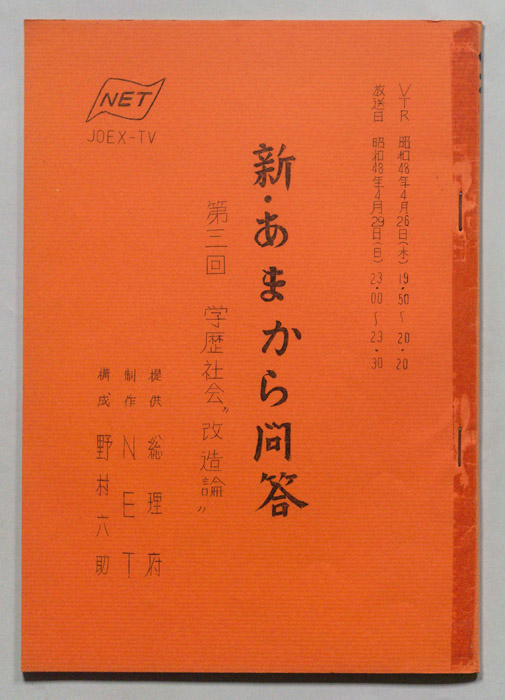 VTR 昭和48年4月26日(木) 19・50～20・20
放送日 昭和48年4月29日(日) 23・00～23・30
新・あまから問答
第三回 学歴社会〝改造論〟
NET
JOEX-TV
提供 総理府
制作 NET
構成 野村六助